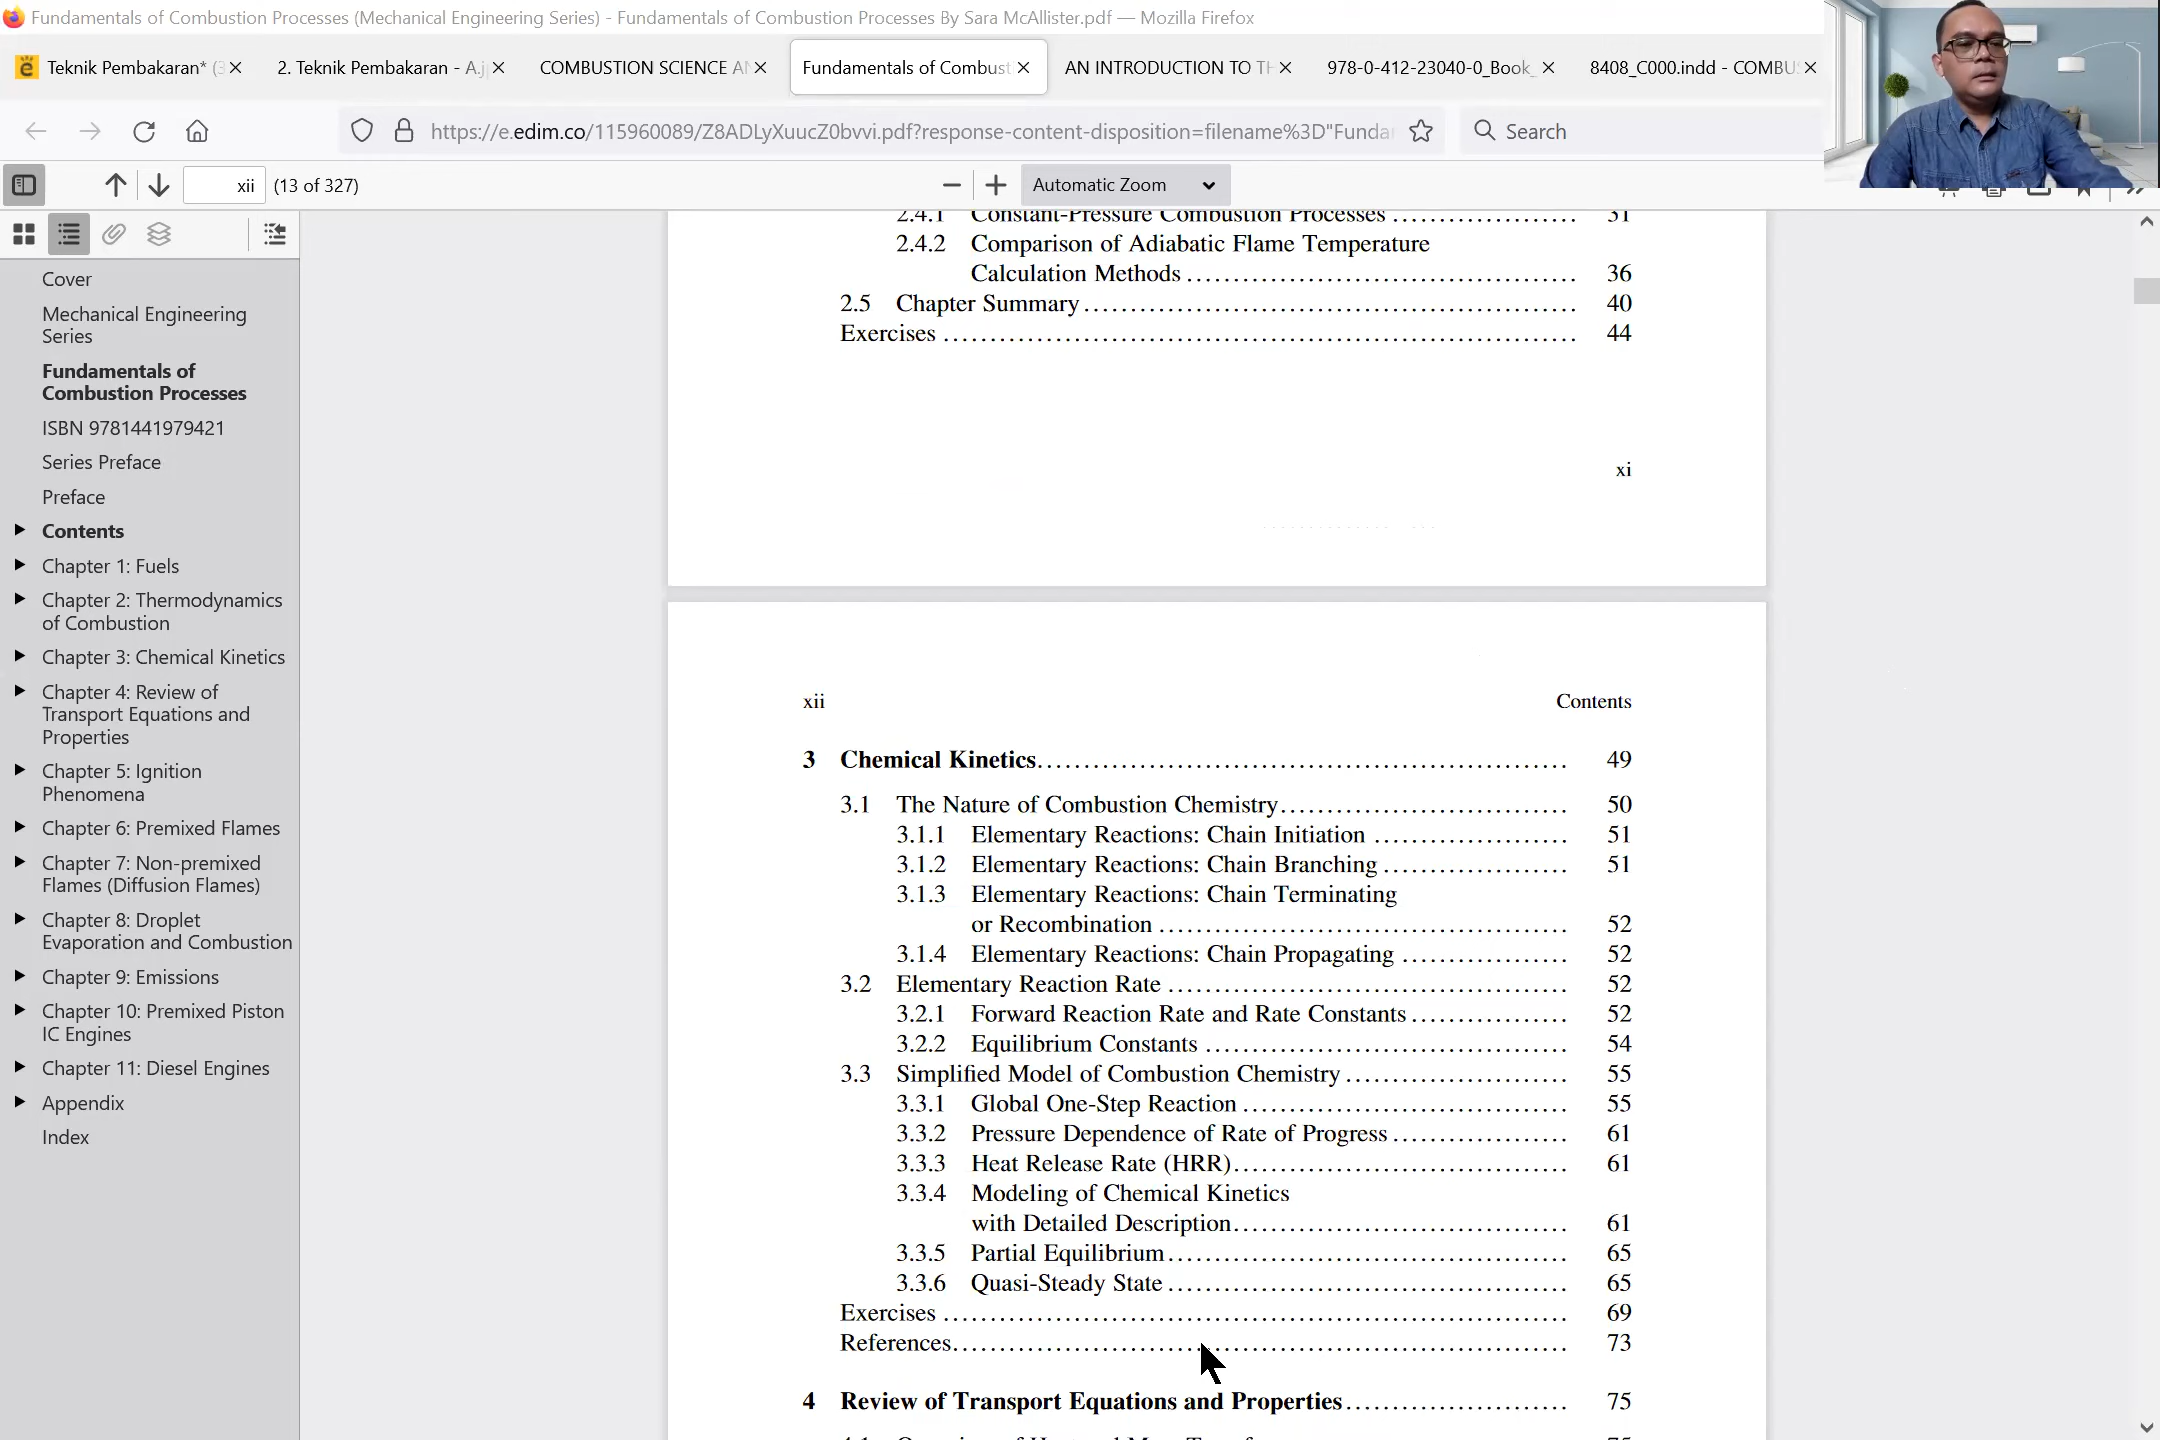 Fundamentals of Combustion Processes (Mechanical Engineering Series) - Fundamentals of Combustion Processes By Sara McAllister.pdf — Mozilla Firefox
Teknik Pembakaran* (3
2. Teknik Pembakaran - A.j
COMBUSTION SCIENCE A
Fundamentals of Combust
AN INTRODUCTION TO
978-0-412-23040-0_Book_
8408_C000.indd - COMBU
https://e.edim.co/115960089/Z8ADLyXuucZ0bvvi.pdf?response-content-disposition=filename%3D"Funda
Search
xii
(13 of 327)
Automatic Zoom
Cover
Mechanical Engineering
Series
Fundamentals of
Combustion Processes
ISBN 9781441979421
Series Preface
Preface
Contents
Chapter 1: Fuels
Chapter 2: Thermodynamics
of Combustion
Chapter 3: Chemical Kinetics
Chapter 4: Review of
Transport Equations and
Properties
Chapter 5: Ignition
Phenomena
Chapter 6: Premixed Flames
Chapter 7: Non-premixed
Flames (Diffusion Flames)
Chapter 8: Droplet
Evaporation and Combustion
Chapter 9: Emissions
Chapter 10: Premixed Piston
IC Engines
Chapter 11: Diesel Engines
Appendix
Index
2.4.1 Constant-Pressure Combustion Processes .................... 31
2.4.2 Comparison of Adiabatic Flame Temperature
Calculation Methods .......................................... 36
2.5 Chapter Summary..................................................... 40
Exercises .................................................................... 44
xi
xii Contents
3 Chemical Kinetics......................................................... 49
3.1 The Nature of Combustion Chemistry............................... 50
3.1.1 Elementary Reactions: Chain Initiation ..................... 51
3.1.2 Elementary Reactions: Chain Branching .................... 51
3.1.3 Elementary Reactions: Chain Terminating
or Recombination ............................................ 52
3.1.4 Elementary Reactions: Chain Propagating .................. 52
3.2 Elementary Reaction Rate ........................................... 52
3.2.1 Forward Reaction Rate and Rate Constants ................. 52
3.2.2 Equilibrium Constants ....................................... 54
3.3 Simplified Model of Combustion Chemistry........................ 55
3.3.1 Global One-Step Reaction ................................... 55
3.3.2 Pressure Dependence of Rate of Progress ................... 61
3.3.3 Heat Release Rate (HRR).................................... 61
3.3.4 Modeling of Chemical Kinetics
with Detailed Description.................................... 61
3.3.5 Partial Equilibrium........................................... 65
3.3.6 Quasi-Steady State ........................................... 65
Exercises .................................................................... 69
References................................................................... 73
4 Review of Transport Equations and Properties........................ 75